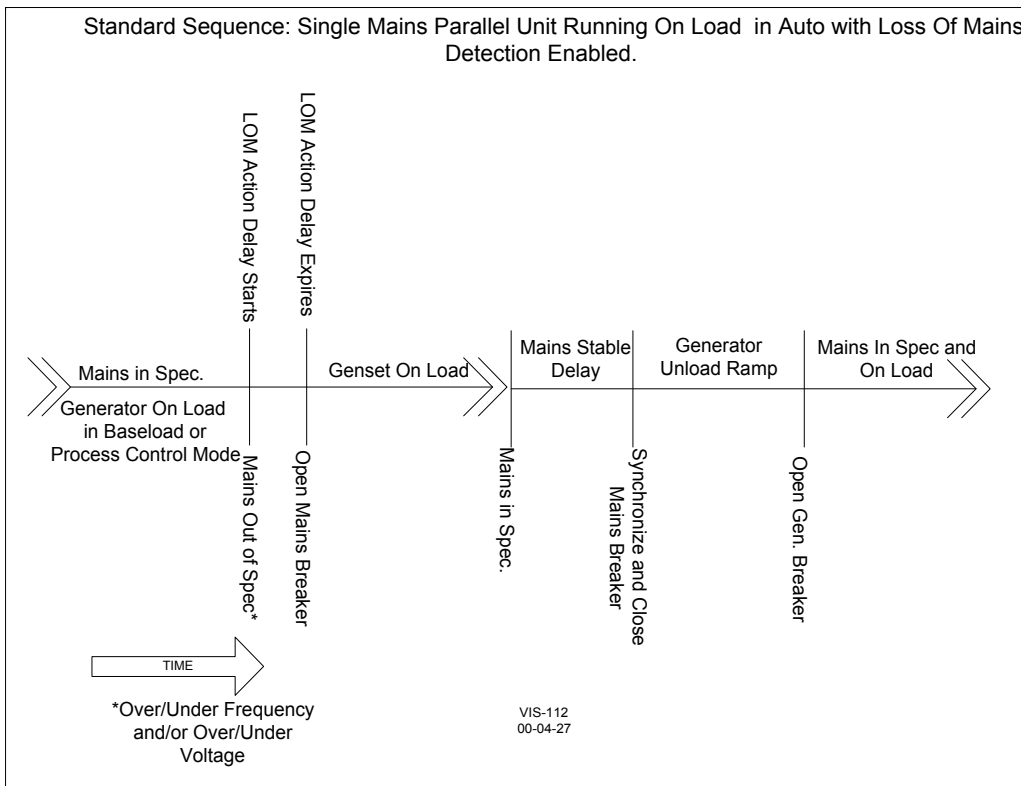 Standard Sequence: Single Mains Parallel Unit Running On Load in Auto with Loss Of Mains
Detection Enabled.
LOM Action Delay Starts
LOM Action Delay Expires
Mains in Spec.
Generator On Load
in Baseload or
Process Control Mode
Mains Out of Spec*
Open Mains Breaker
Genset On Load
Mains in Spec.
Mains Stable
Delay
Synchronize and Close
Mains Breaker
Generator
Unload Ramp
Open Gen. Breaker
Mains In Spec and
On Load
TIME
*Over/Under Frequency
and/or Over/Under
Voltage
VIS-112
00-04-27